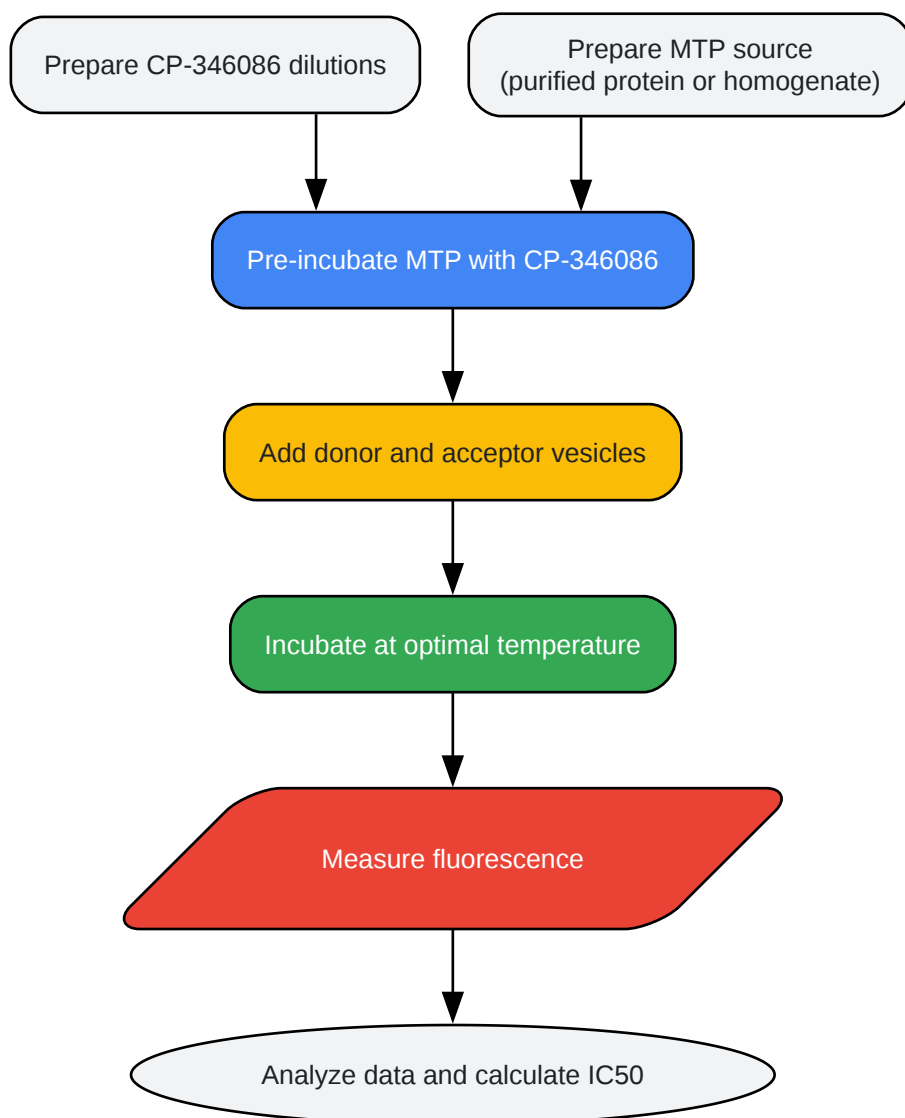 Prepare CP-346086 dilutions
Prepare MTP source
(purified protein or homogenate)
Pre-incubate MTP with CP-346086
Add donor and acceptor vesicles
Incubate at optimal temperature
Measure fluorescence
Analyze data and calculate IC50